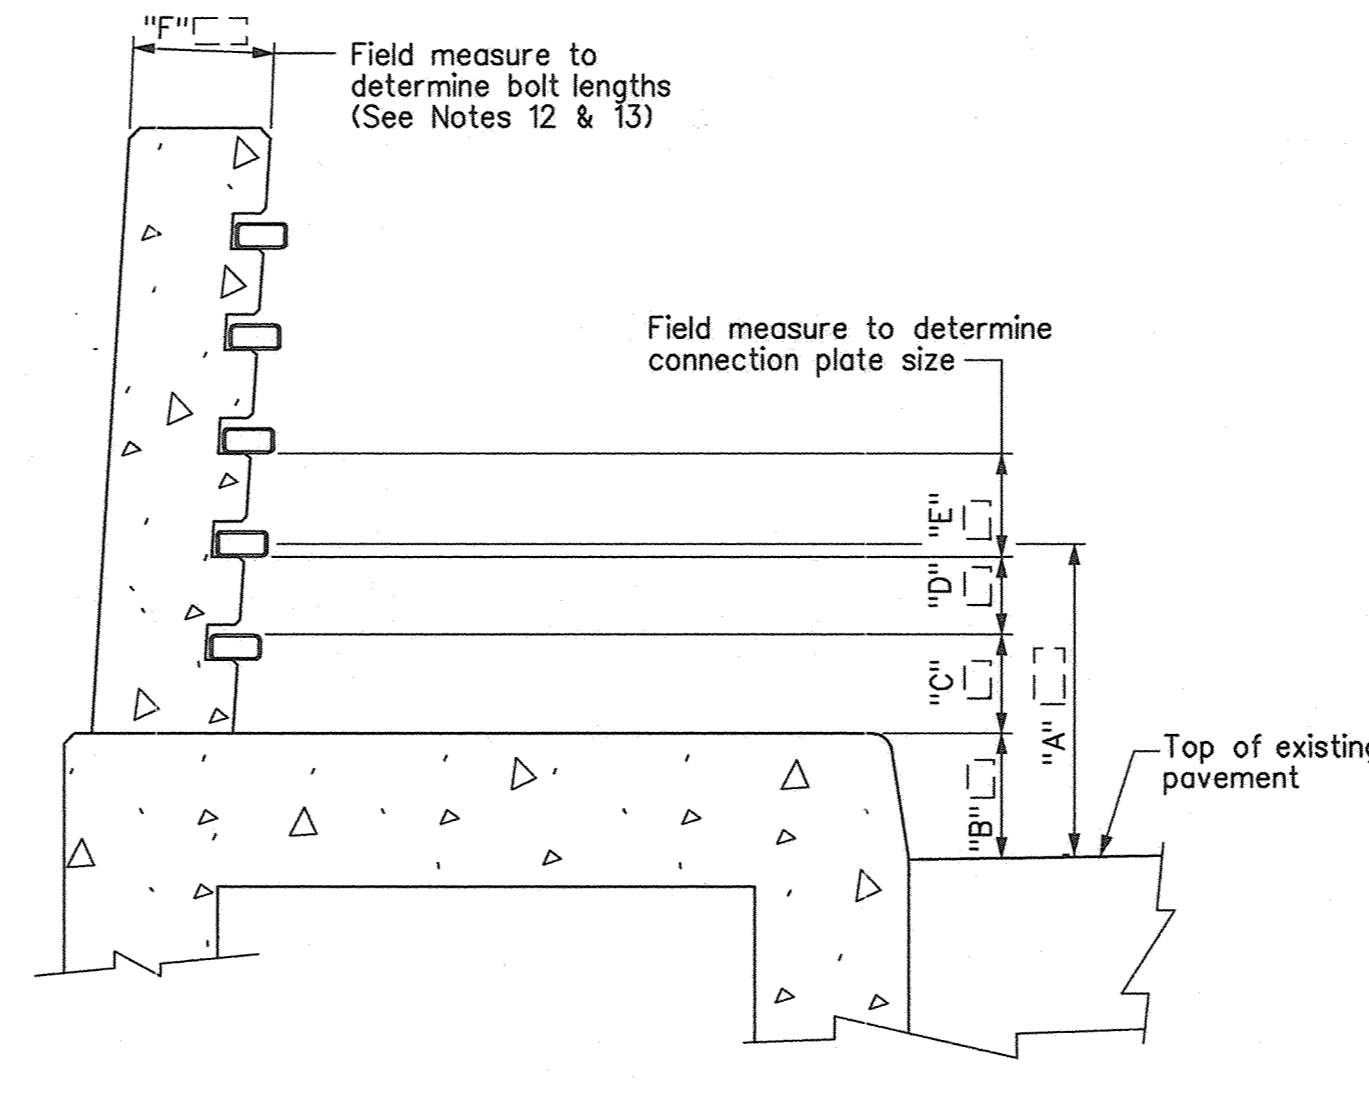 "F"
Field measure to
determine bolt lengths
(See Notes 12 & 13)
Field measure to determine
connection plate size
"E"
"D"
"C"
"A"
"B"
Top of existing
pavement